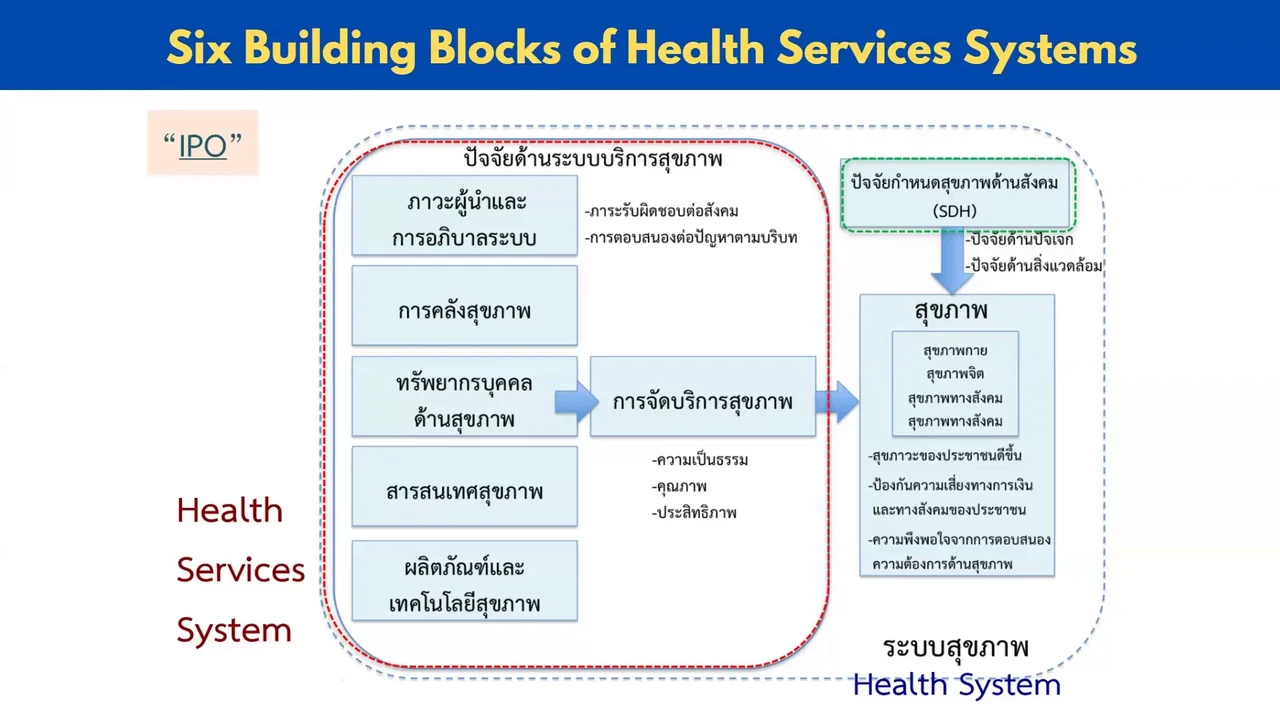 Six Building Blocks of Health Services Systems
“IPO”
ปัจจัยด้านระบบบริการสุขภาพ
ภาวะผู้นำและ
การอภิบาลระบบ
-ภาระรับผิดชอบต่อสังคม
-การตอบสนองต่อปัญหาตามบริบท
การคลังสุขภาพ
ทรัพยากรบุคคล
ด้านสุขภาพ
การจัดบริการสุขภาพ
-ความเป็นธรรม
-คุณภาพ
-ประสิทธิภาพ
สารสนเทศสุขภาพ
ผลิตภัณฑ์และ
เทคโนโลยีสุขภาพ
Health
Services
System
ปัจจัยกำหนดสุขภาพด้านสังคม
(SDH)
-ปัจจัยด้านปัจเจก
-ปัจจัยด้านสิ่งแวดล้อม
สุขภาพ
สุขภาพกาย
สุขภาพจิต
สุขภาพทางสังคม
สุขภาพทางสังคม
-สุขภาวะของประชาชนดีขึ้น
-ป้องกันความเสี่ยงทางการเงิน
และทางสังคมของประชาชน
-ความพึงพอใจจากการตอบสนอง
ความต้องการด้านสุขภาพ
ระบบสุขภาพ
Health System